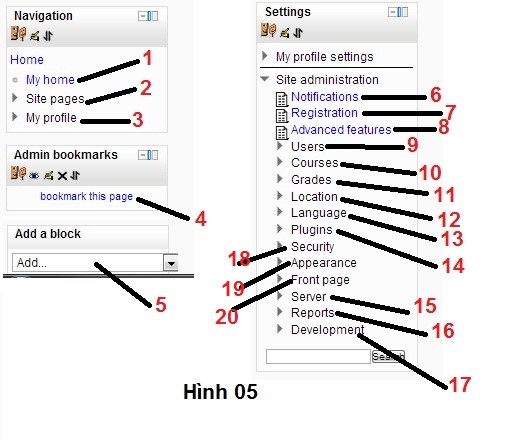 Navigation
Home
My home 1
Site pages 2
My profile 3
Admin bookmarks
bookmark this page
4
Add a block
Add...
5
Settings
My profile settings
Site administration
Notifications 6
Registration 7
Advanced features 8
Users 9
Courses 10
Grades 11
Location 12
Language 13
Plugins 14
18 Security
19 Appearance
20 Front page
Server 15
Reports 16
Development
Search
17
Hình 05